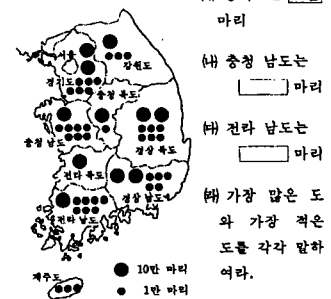 마리
(나) 충청 남도는
마리
(다) 전라 남도는
마리
(라) 가장 많은 도
와 가장 적은
도를 각각 말하
여라.
서울
강원도
경기도
충청 북도
충청 남도
경상 북도
전라 북도
경상 남도
전라 남도
제주도
10만 마리
1만 마리